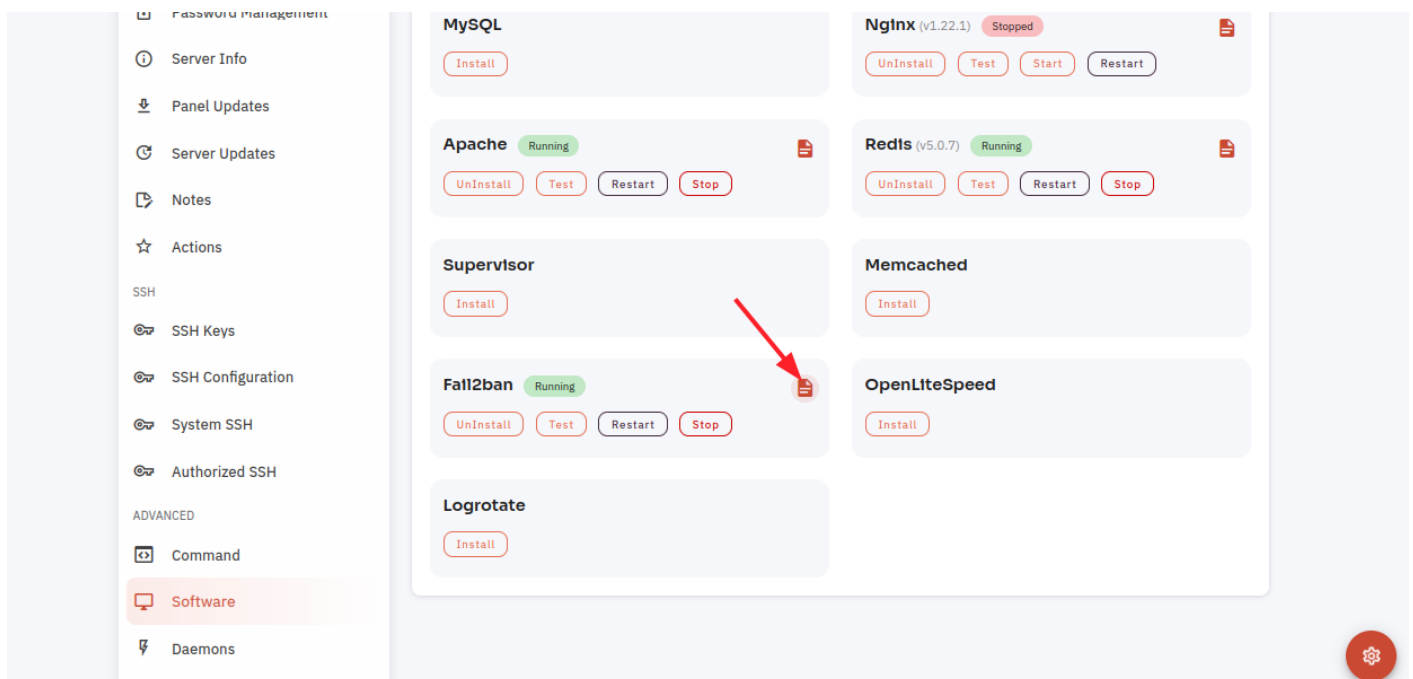 Password Management
Server Info
Panel Updates
Server Updates
Notes
Actions
SSH
SSH Keys
SSH Configuration
System SSH
Authorized SSH
ADVANCED
Command
Software
Daemons
MySQL
Install
Nginx (v1.22.1) Stopped
UnInstall Test Start Restart
Apache Running
UnInstall Test Restart Stop
Redis (v5.0.7) Running
UnInstall Test Restart Stop
Supervisor
Install
Memcached
Install
Fail2ban Running
UnInstall Test Restart Stop
OpenLiteSpeed
Install
Logrotate
Install